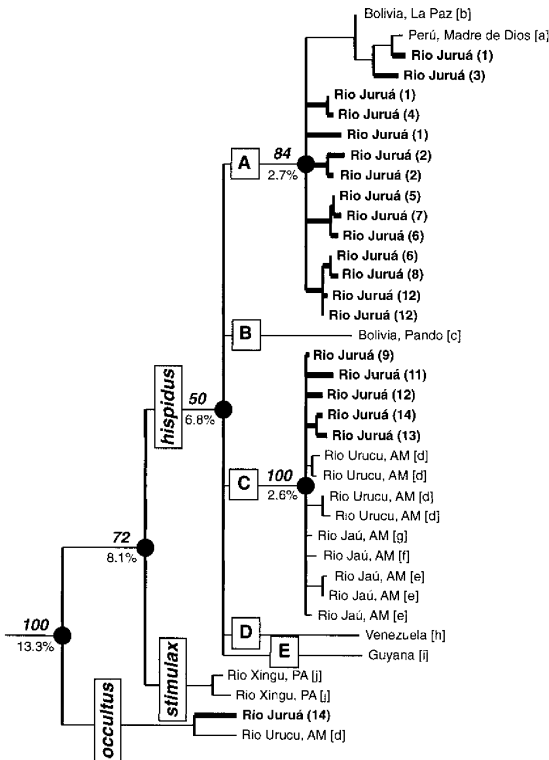 Bolivia, La Paz [b]
Perú, Madre de Dios [a]
Rio Juruá (1)
Rio Juruá (3)
Rio Juruá (1)
Rio Juruá (4)
Rio Juruá (1)
Rio Juruá (2)
Rio Juruá (2)
Rio Juruá (5)
Rio Juruá (7)
Rio Juruá (6)
Rio Juruá (6)
Rio Juruá (8)
Rio Juruá (12)
Rio Juruá (12)
A
84
2.7%
B
Bolivia, Pando [c]
Rio Juruá (9)
Rio Juruá (11)
Rio Juruá (12)
Rio Juruá (14)
Rio Juruá (13)
Rio Urucu, AM [d]
Rio Urucu, AM [d]
Rio Urucu, AM [d]
Rio Urucu, AM [d]
Rio Jaú, AM [g]
Rio Jaú, AM [f]
Rio Jaú, AM [e]
Rio Jaú, AM [e]
Rio Jaú, AM [e]
C
100
2.6%
hispidus
50
6.8%
72
8.1%
100
13.3%
D
Venezuela [h]
E
Guyana [i]
stimulax
Rio Xingu, PA [j]
Rio Xingu, PA [j]
occultus
Rio Juruá (14)
Rio Urucu, AM [d]